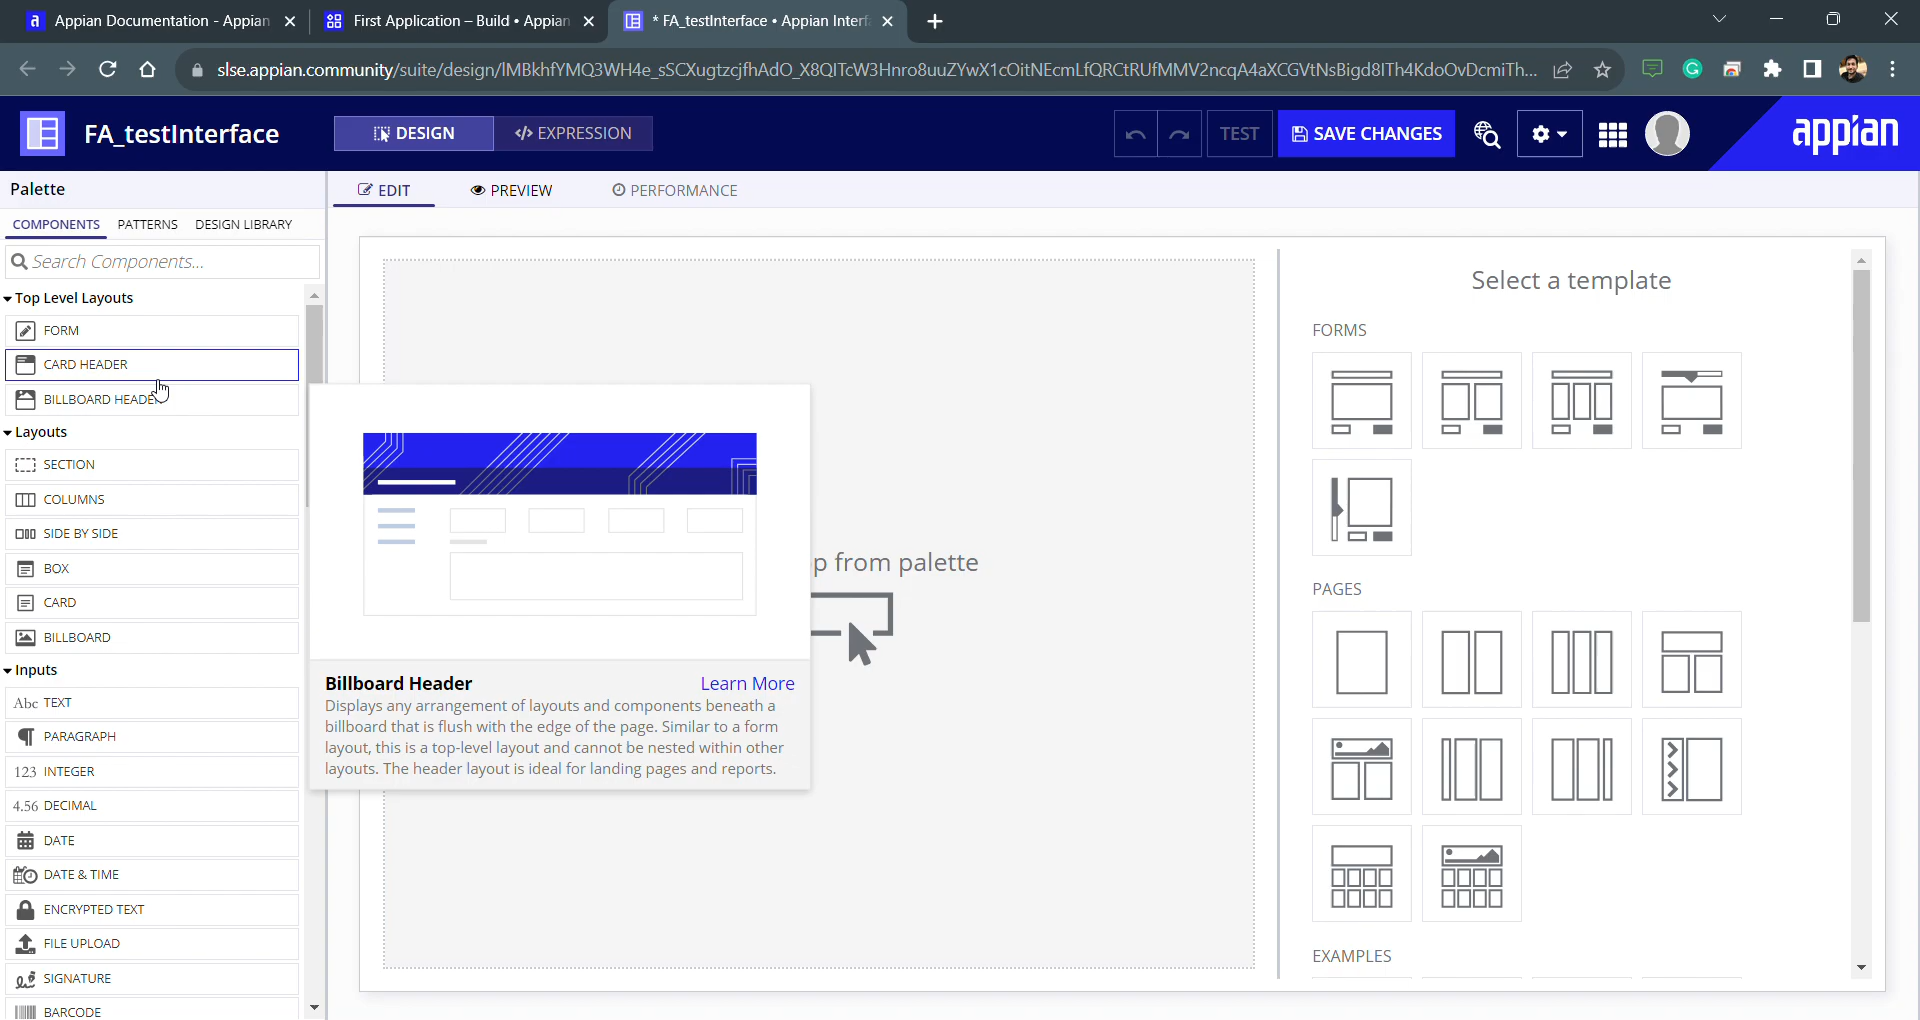 Appian Documentation - Appian
First Application – Build • Appian
* FA_testInterface • Appian Interf
slse.appian.community/suite/design/
FA_testInterface
DESIGN
</> EXPRESSION
TEST
SAVE CHANGES
appian
Palette
EDIT
PREVIEW
PERFORMANCE
COMPONENTS
PATTERNS
DESIGN LIBRARY
Search Components...
Top Level Layouts
FORM
CARD HEADER
BILLBOARD HEADER
Layouts
SECTION
COLUMNS
SIDE BY SIDE
BOX
CARD
BILLBOARD
Inputs
Abc TEXT
PARAGRAPH
123 INTEGER
4.56 DECIMAL
DATE
DATE & TIME
ENCRYPTED TEXT
FILE UPLOAD
SIGNATURE
BARCODE
Billboard Header
Learn More
Displays any arrangement of layouts and components beneath a
billboard that is flush with the edge of the page. Similar to a form
layout, this is a top-level layout and cannot be nested within other
layouts. The header layout is ideal for landing pages and reports.
p from palette
Select a template
FORMS
PAGES
EXAMPLES